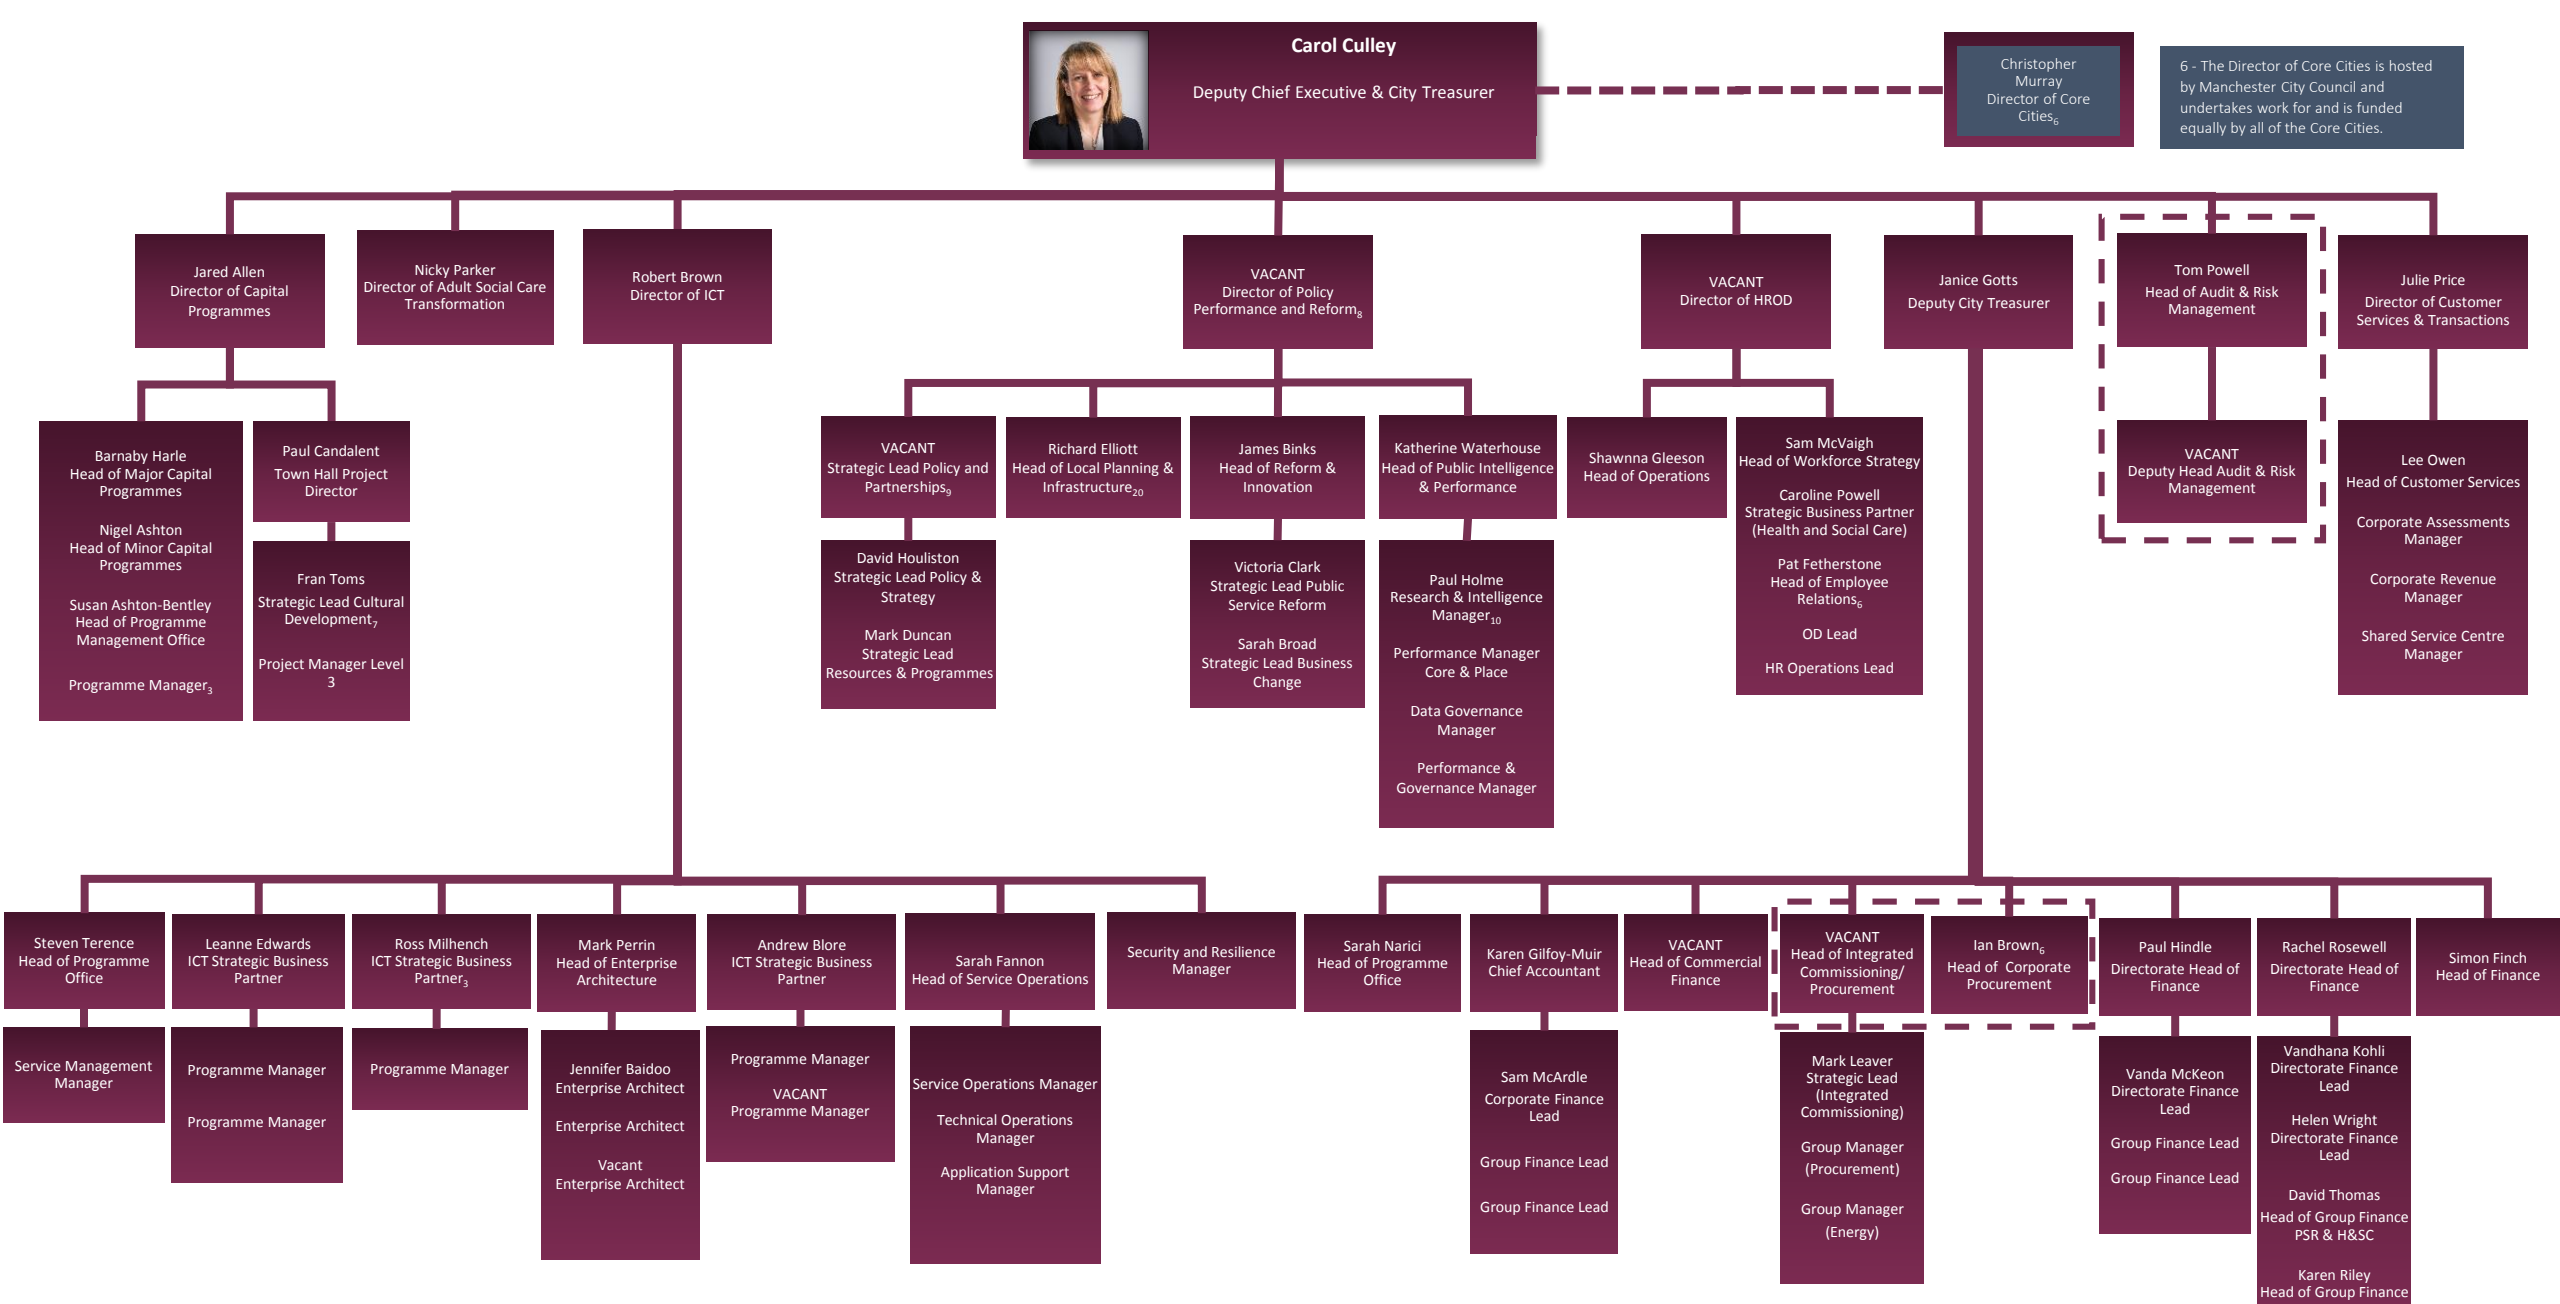 Carol Culley
Deputy Chief Executive & City Treasurer
Christopher
Murray
Director of Core
Cities6
6 - The Director of Core Cities is hosted
by Manchester City Council and
undertakes work for and is funded
equally by all of the Core Cities.
Jared Allen
Director of Capital
Programmes
Nicky Parker
Director of Adult Social Care
Transformation
Robert Brown
Director of ICT
VACANT
Director of Policy
Performance and Reform8
VACANT
Director of HROD
Janice Gotts
Deputy City Treasurer
Tom Powell
Head of Audit & Risk
Management
Julie Price
Director of Customer
Services & Transactions
Barnaby Harle
Head of Major Capital
Programmes
Nigel Ashton
Head of Minor Capital
Programmes
Susan Ashton-Bentley
Head of Programme
Management Office
Programme Manager3
Paul Candalent
Town Hall Project
Director
Fran Toms
Strategic Lead Cultural
Development7
Project Manager Level
3
VACANT
Strategic Lead Policy and
Partnerships9
David Houliston
Strategic Lead Policy &
Strategy
Mark Duncan
Strategic Lead
Resources & Programmes
Richard Elliott
Head of Local Planning &
Infrastructure20
James Binks
Head of Reform &
Innovation
Victoria Clark
Strategic Lead Public
Service Reform
Sarah Broad
Strategic Lead Business
Change
Katherine Waterhouse
Head of Public Intelligence
& Performance
Paul Holme
Research & Intelligence
Manager10
Performance Manager
Core & Place
Data Governance
Manager
Performance &
Governance Manager
Shawnna Gleeson
Head of Operations
Sam McVaigh
Head of Workforce Strategy
Caroline Powell
Strategic Business Partner
(Health and Social Care)
Pat Fetherstone
Head of Employee
Relations6
OD Lead
HR Operations Lead
VACANT
Deputy Head Audit & Risk
Management
Lee Owen
Head of Customer Services
Corporate Assessments
Manager
Corporate Revenue
Manager
Shared Service Centre
Manager
Steven Terence
Head of Programme
Office
Service Management
Manager
Leanne Edwards
ICT Strategic Business
Partner
Programme Manager
Programme Manager
Ross Milhench
ICT Strategic Business
Partner3
Programme Manager
Mark Perrin
Head of Enterprise
Architecture
Jennifer Baidoo
Enterprise Architect
Enterprise Architect
Vacant
Enterprise Architect
Andrew Blore
ICT Strategic Business
Partner
Programme Manager
VACANT
Programme Manager
Sarah Fannon
Head of Service Operations
Service Operations Manager
Technical Operations
Manager
Application Support
Manager
Security and Resilience
Manager
Sarah Narici
Head of Programme
Office
Karen Gilfoy-Muir
Chief Accountant
Sam McArdle
Corporate Finance
Lead
Group Finance Lead
Group Finance Lead
VACANT
Head of Commercial
Finance
VACANT
Head of Integrated
Commissioning/
Procurement
Mark Leaver
Strategic Lead
(Integrated
Commissioning)
Group Manager
(Procurement)
Group Manager
(Energy)
Ian Brown6
Head of Corporate
Procurement
Paul Hindle
Directorate Head of
Finance
Vanda McKeon
Directorate Finance
Lead
Group Finance Lead
Group Finance Lead
Rachel Rosewell
Directorate Head of
Finance
Vandhana Kohli
Directorate Finance
Lead
Helen Wright
Directorate Finance
Lead
David Thomas
Head of Group Finance
PSR & H&SC
Karen Riley
Head of Group Finance
Simon Finch
Head of Finance